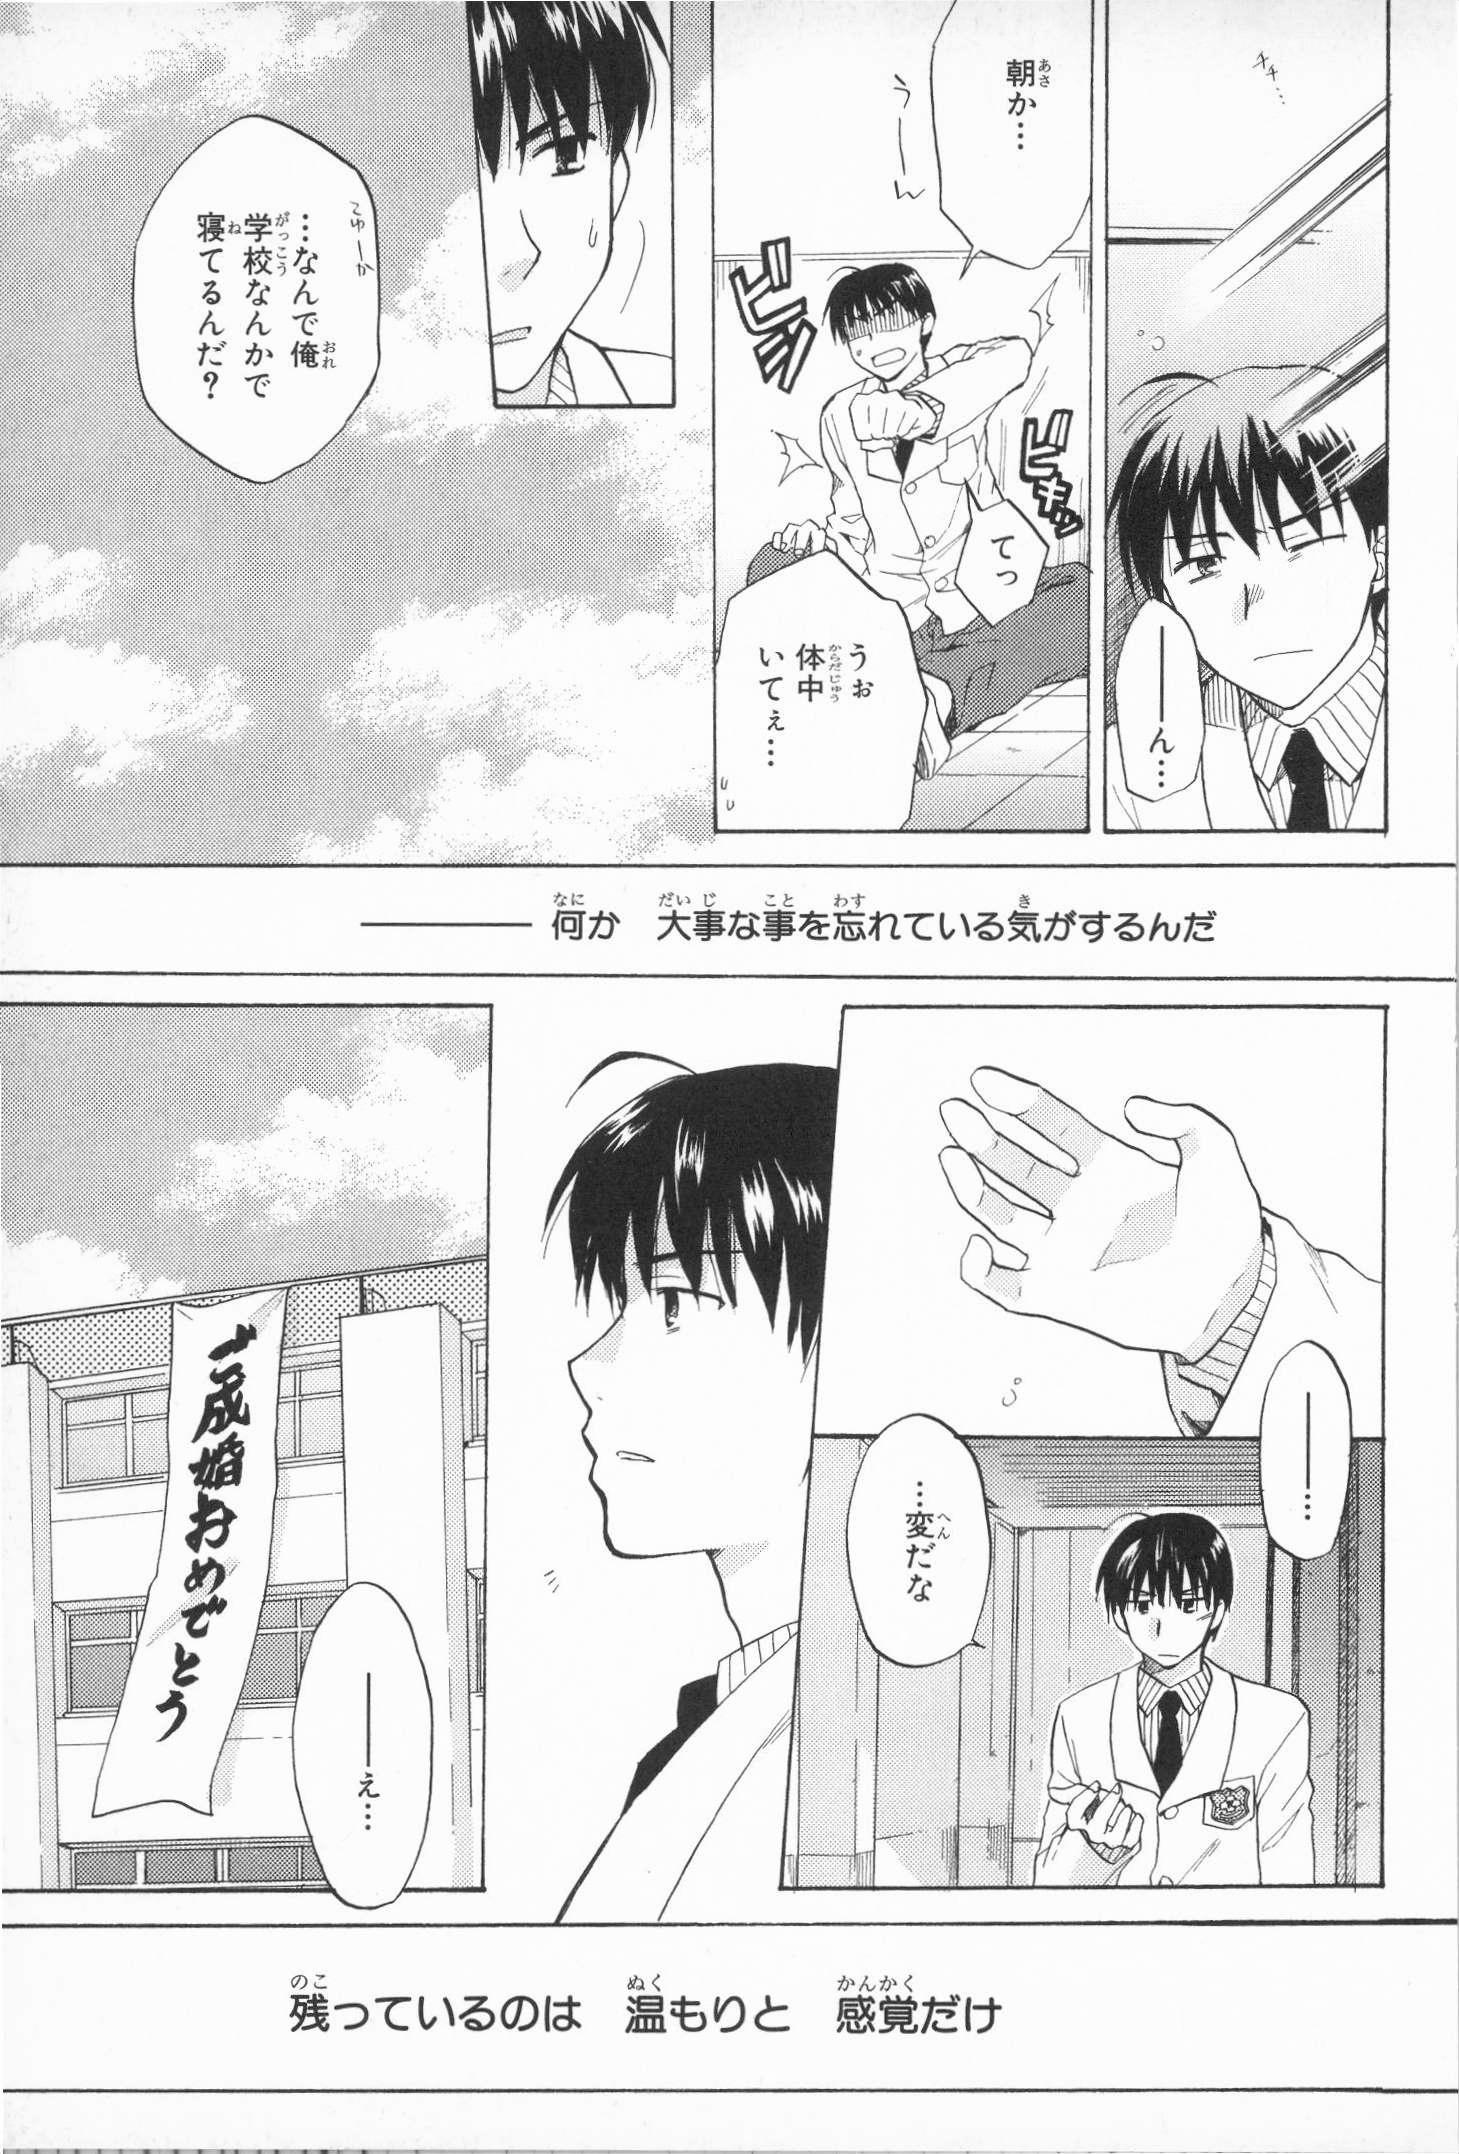 チチ……
――ん…
朝か…
うーん
ビシッ
ビキッ
てっ
うぉ
体中
いてぇ…
こゅーか
…なんで俺
学校なんかで
寝てるんだ？
――――何か　大事な事を忘れている気がするんだ
――…
…変だな
ご成婚おめでとう
――え…
残っているのは　温もりと　感覚だけ